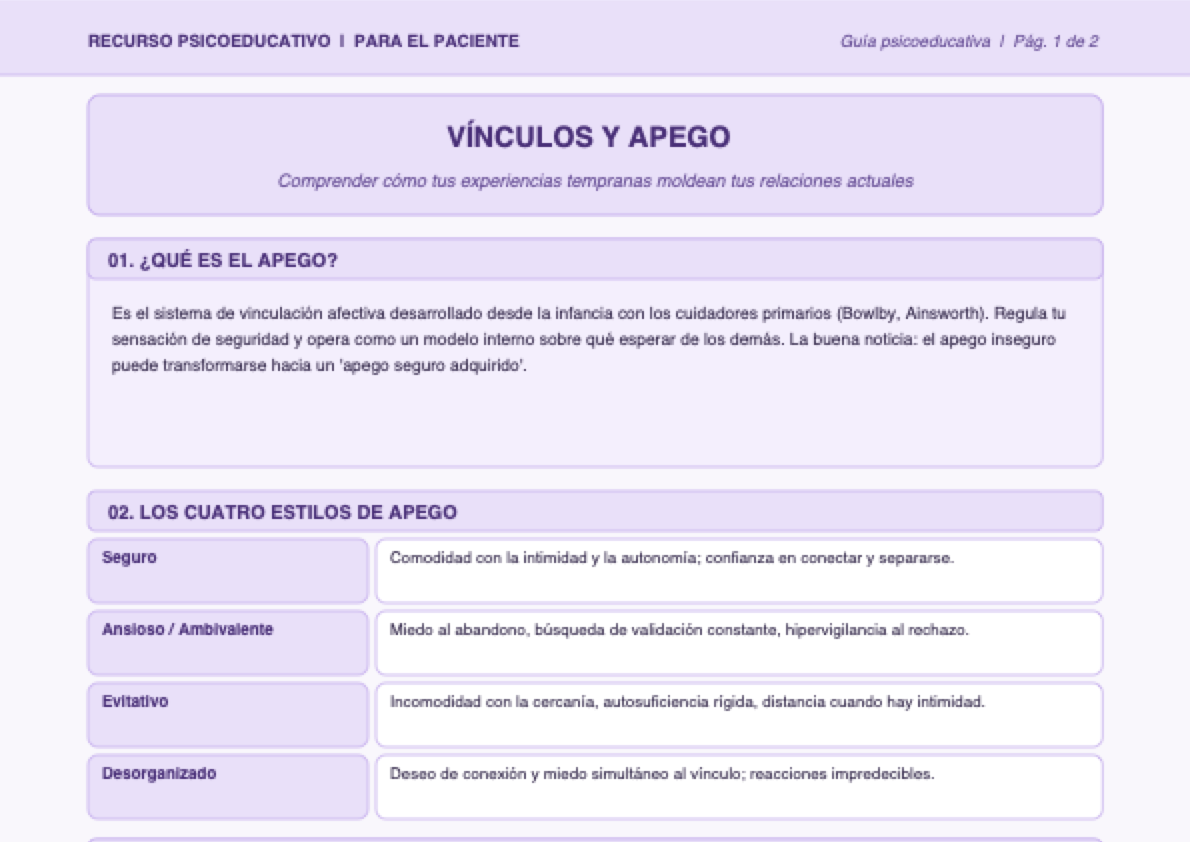 RECURSO PSICOEDUCATIVO | PARA EL PACIENTE
Guía psicoeducativa | Pág. 1 de 2
VÍNCULOS Y APEGO
Comprender cómo tus experiencias tempranas moldean tus relaciones actuales
01. ¿QUÉ ES EL APEGO?
Es el sistema de vinculación afectiva desarrollado desde la infancia con los cuidadores primarios (Bowlby, Ainsworth). Regula tu
sensación de seguridad y opera como un modelo interno sobre qué esperar de los demás. La buena noticia: el apego inseguro
puede transformarse hacia un 'apego seguro adquirido'.
02. LOS CUATRO ESTILOS DE APEGO
Seguro
Comodidad con la intimidad y la autonomía; confianza en conectar y separarse.
Ansioso / Ambivalente
Miedo al abandono, búsqueda de validación constante, hipervigilancia al rechazo.
Evitativo
Incomodidad con la cercanía, autosuficiencia rígida, distancia cuando hay intimidad.
Desorganizado
Deseo de conexión y miedo simultáneo al vínculo; reacciones impredecibles.